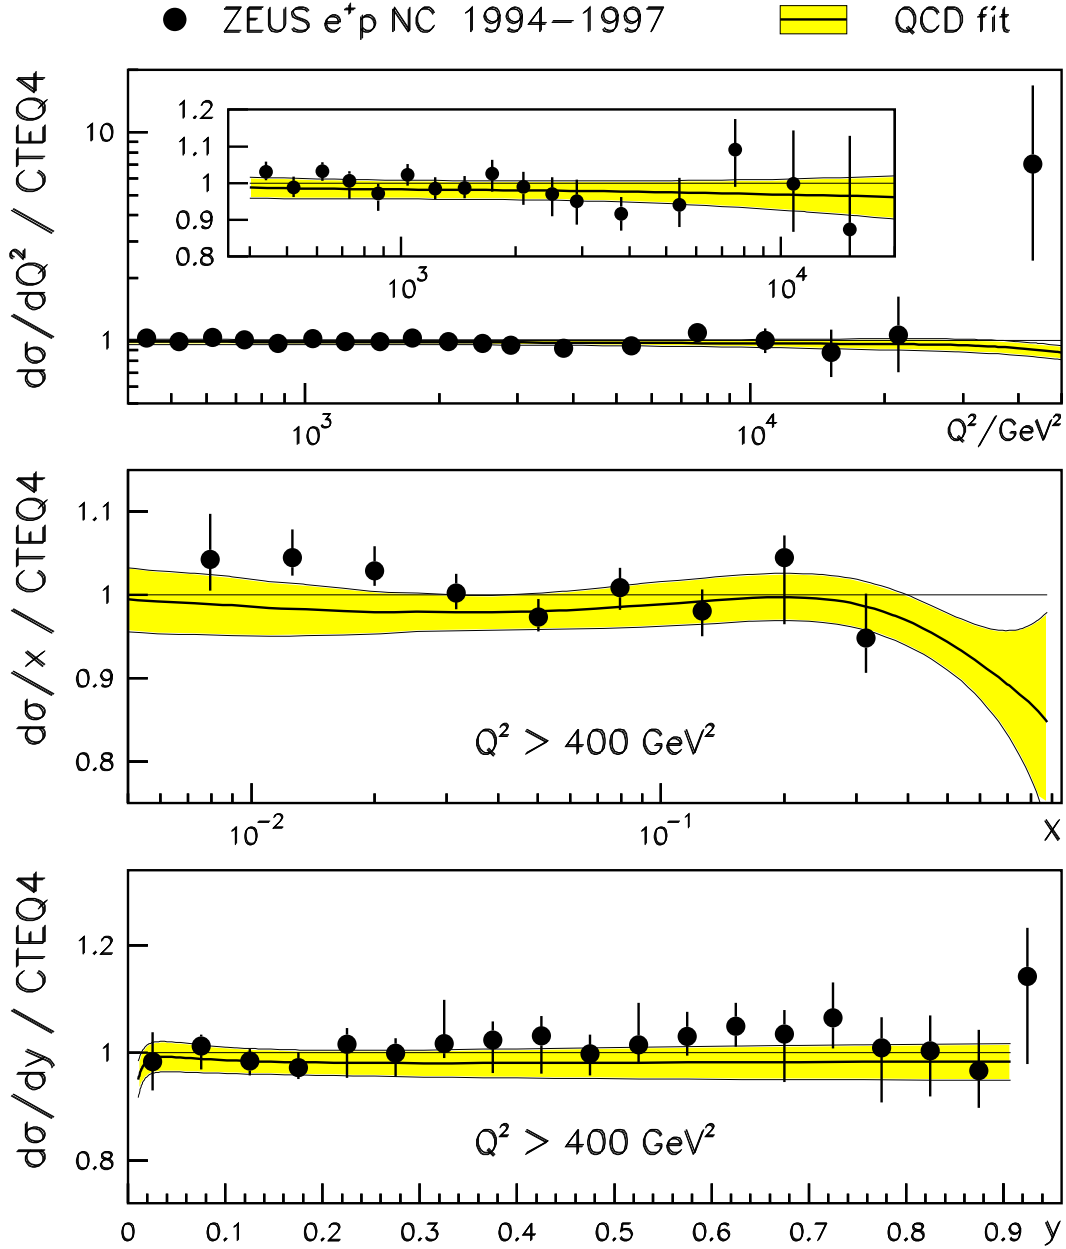 ZEUS e⁺p NC 1994–1997 QCD fit
dσ/dQ² / CTEQ4
10
1
1.2
1.1
1
0.9
0.8
10³ 10⁴
10³ 10⁴ Q²/GeV²
dσ/x / CTEQ4
1.1
1
0.9
0.8
Q² > 400 GeV²
10⁻² 10⁻¹ x
dσ/dy / CTEQ4
1.2
1
0.8
Q² > 400 GeV²
0 0.1 0.2 0.3 0.4 0.5 0.6 0.7 0.8 0.9 y